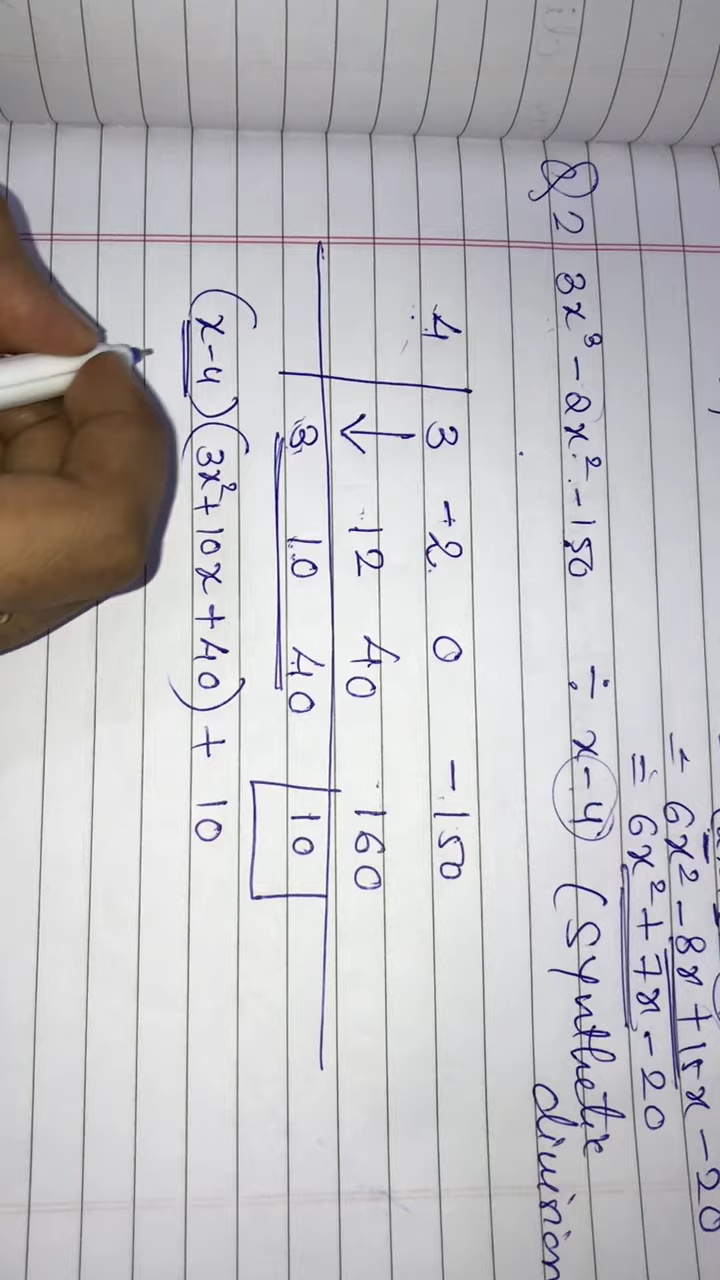 = 6x² - 8x + 15x - 20
= 6x² + 7x - 20
Q2 3x³ - 2x² - 150 ÷ x-4 (Synthetic
division
4 3 -2 0 -150
↓ 12 40 160
3 10 40 10
(x-4)(3x²+10x+40) + 10